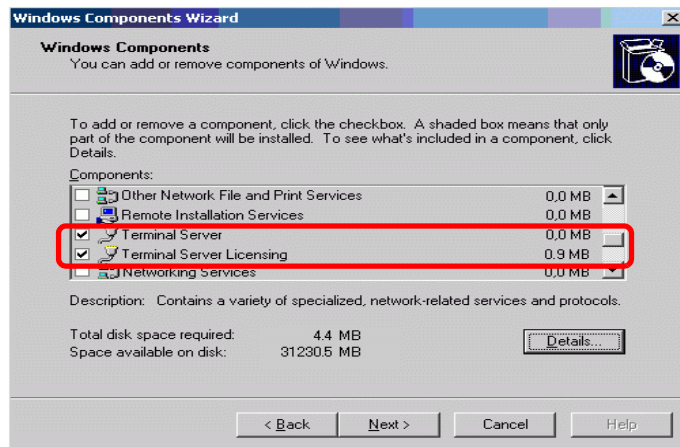 Windows Components Wizard
Windows Components
You can add or remove components of Windows.
To add or remove a component, click the checkbox. A shaded box means that only
part of the component will be installed. To see what's included in a component, click
Details.
Components:
Other Network File and Print Services 0,0 MB
Remote Installation Services 0,0 MB
Terminal Server 0,0 MB
Terminal Server Licensing 0.9 MB
Networking Services 0,0 MB
Description: Contains a variety of specialized, network-related services and protocols.
Total disk space required: 4.4 MB
Space available on disk: 31230.5 MB
Details...
< Back Next > Cancel Help